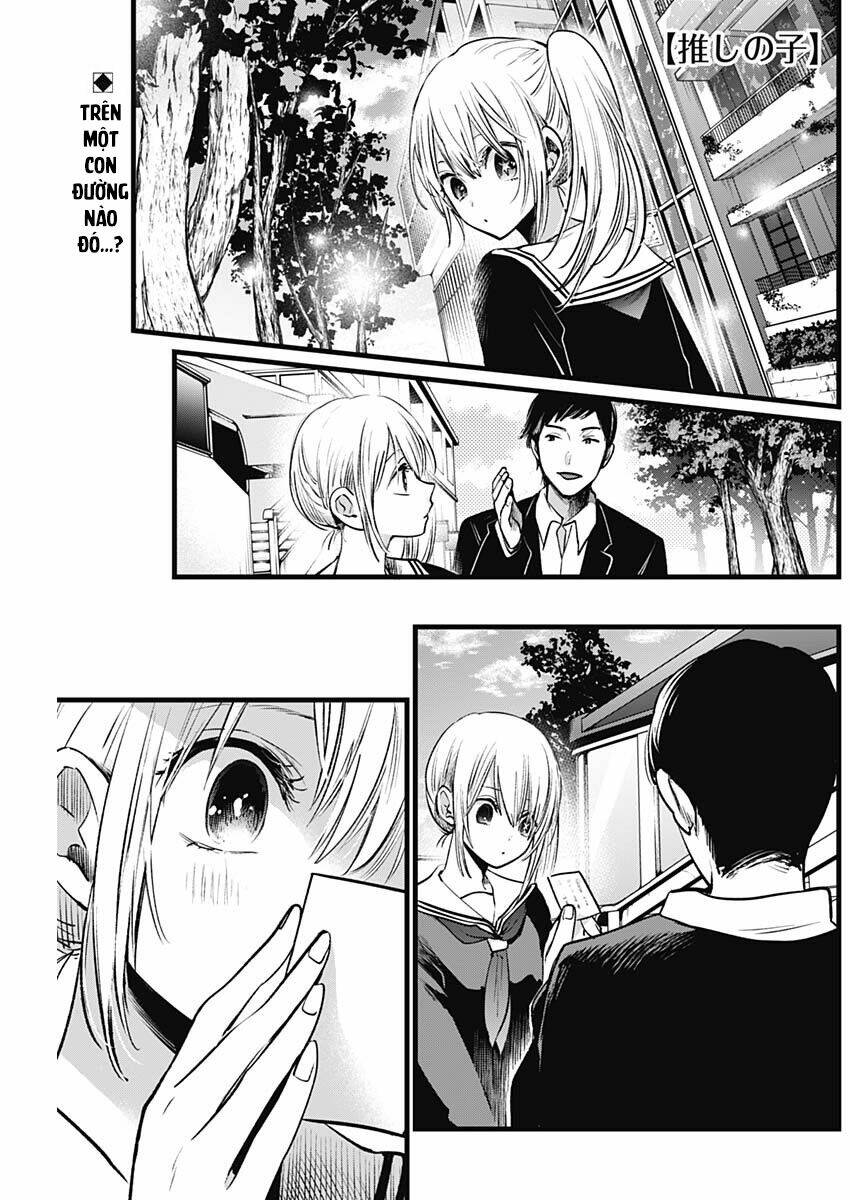 【推しの子】
TRÊN
MỘT
CON
ĐƯỜNG
NÀO
ĐÓ...?